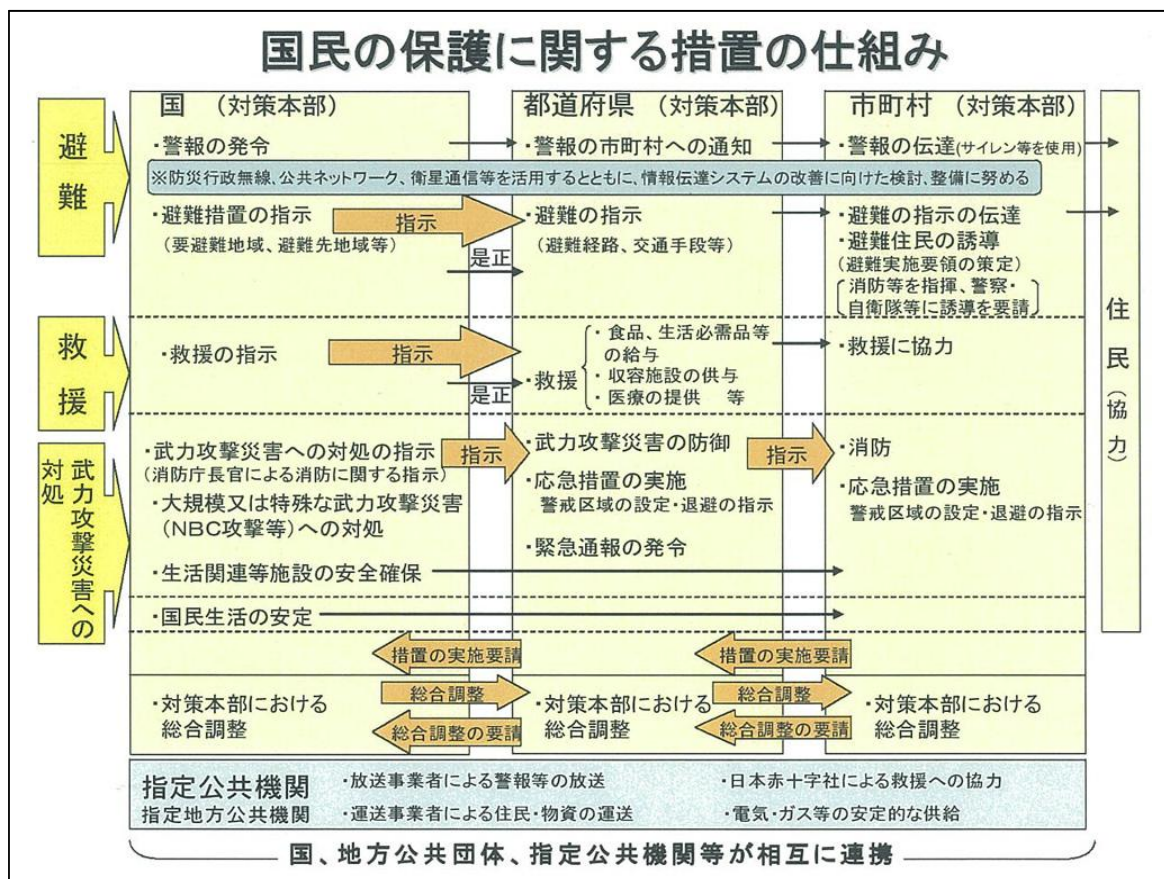 国民の保護に関する措置の仕組み
国 (対策本部)
都道府県 (対策本部)
市町村 (対策本部)
避難
・警報の発令
・警報の市町村への通知
・警報の伝達(サイレン等を使用)
※防災行政無線、公共ネットワーク、衛星通信等を活用するとともに、情報伝達システムの改善に向けた検討、整備に努める
・避難措置の指示
(要避難地域、避難先地域等)
指示
是正
・避難の指示
(避難経路、交通手段等)
・避難の指示の伝達
・避難住民の誘導
(避難実施要領の策定)
消防等を指揮、警察・
自衛隊等に誘導を要請
救援
・救援の指示
指示
是正
・救援
・食品、生活必需品等
の給与
・収容施設の供与
・医療の提供 等
・救援に協力
武力攻撃災害への
対処
・武力攻撃災害への対処の指示
(消防庁長官による消防に関する指示)
・大規模又は特殊な武力攻撃災害
(NBC攻撃等)への対処
指示
・武力攻撃災害の防御
・応急措置の実施
警戒区域の設定・退避の指示
・緊急通報の発令
指示
・消防
・応急措置の実施
警戒区域の設定・退避の指示
・生活関連等施設の安全確保
・国民生活の安定
措置の実施要請
措置の実施要請
・対策本部における
総合調整
総合調整
総合調整の要請
・対策本部における
総合調整
総合調整
総合調整の要請
・対策本部における
総合調整
住民(協力)
指定公共機関
指定地方公共機関
・放送事業者による警報等の放送
・日本赤十字社による救援への協力
・運送事業者による住民・物資の運送
・電気・ガス等の安定的な供給
国、地方公共団体、指定公共機関等が相互に連携